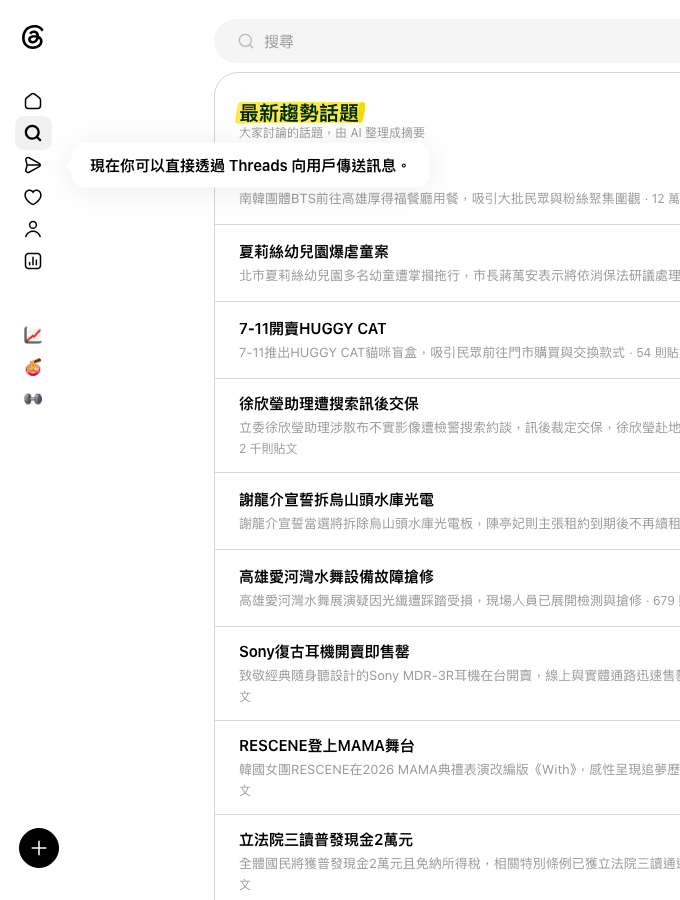 搜尋
最新趨勢話題
大家討論的話題，由 AI 整理成摘要
現在你可以直接透過 Threads 向用戶傳送訊息。
南韓團體BTS前往高雄厚得福餐廳用餐，吸引大批民眾與粉絲聚集圍觀 · 12 萬
夏莉絲幼兒園爆虐童案
北市夏莉絲幼兒園多名幼童遭掌摑拖行，市長蔣萬安表示將依消保法研議處理
7-11開賣HUGGY CAT
7-11推出HUGGY CAT貓咪盲盒，吸引民眾前往門市購買與交換款式 · 54 則貼
徐欣瑩助理遭搜索訊後交保
立委徐欣瑩助理涉散布不實影像遭檢警搜索約談，訊後裁定交保，徐欣瑩赴地
2 千則貼文
謝龍介宣誓拆烏山頭水庫光電
謝龍介宣誓當選將拆除烏山頭水庫光電板，陳亭妃則主張租約到期後不再續租
高雄愛河灣水舞設備故障搶修
高雄愛河灣水舞展演疑因光纖遭踩踏受損，現場人員已展開檢測與搶修 · 679
Sony復古耳機開賣即售罄
致敬經典隨身聽設計的Sony MDR-3R耳機在台開賣，線上與實體通路迅速售罄
文
RESCENE登上MAMA舞台
韓國女團RESCENE在2026 MAMA典禮表演改編版《With》，感性呈現追夢歷
文
立法院三讀普發現金2萬元
全體國民將獲普發現金2萬元且免納所得稅，相關特別條例已獲立法院三讀通過
文